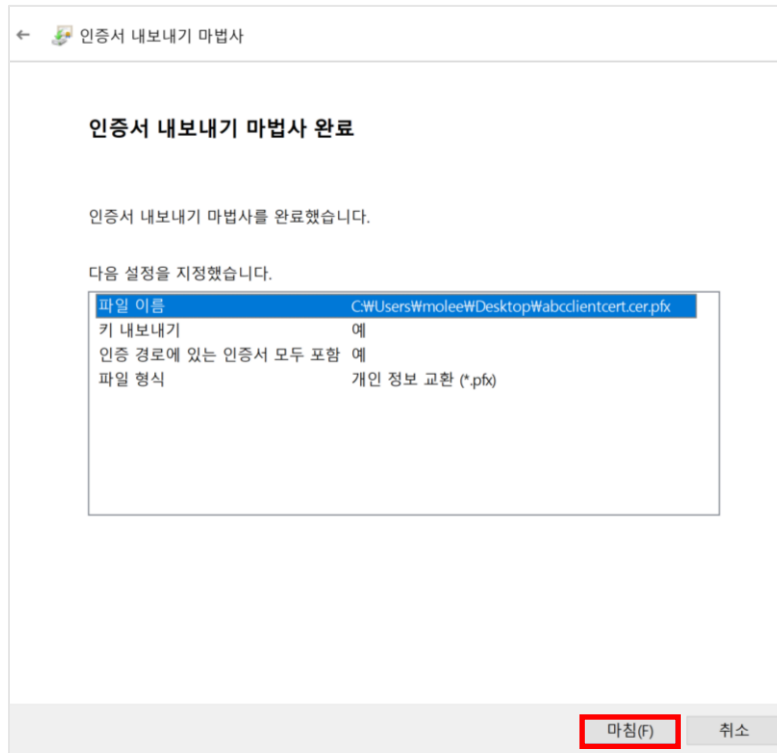 ← 인증서 내보내기 마법사
인증서 내보내기 마법사 완료
인증서 내보내기 마법사를 완료했습니다.
다음 설정을 지정했습니다.
파일 이름 C:₩Users₩molee₩Desktop₩abcclientcert.cer.pfx
키 내보내기 예
인증 경로에 있는 인증서 모두 포함 예
파일 형식 개인 정보 교환 (*.pfx)
마침(F) 취소